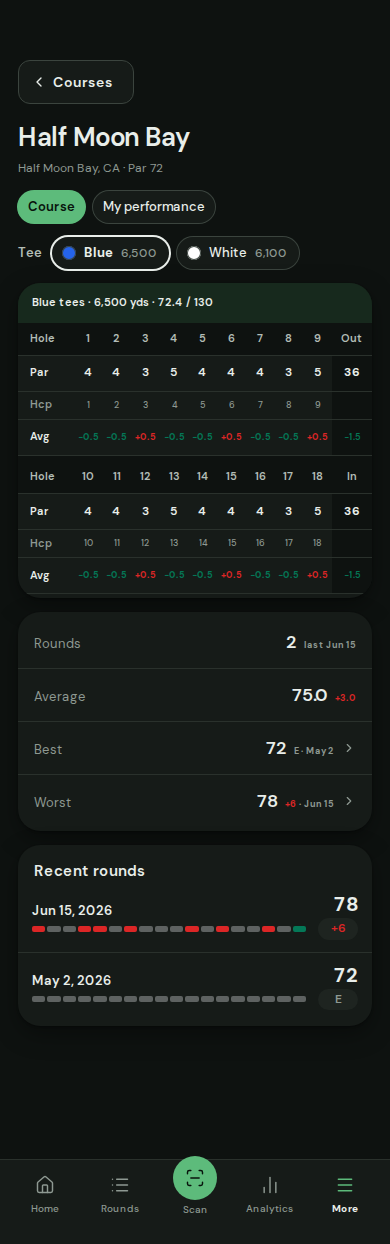 Courses
Half Moon Bay
Half Moon Bay, CA · Par 72
Course My performance
Tee Blue 6,500 White 6,100
Blue tees · 6,500 yds · 72.4 / 130
Hole 1 2 3 4 5 6 7 8 9 Out
Par 4 4 3 5 4 4 4 3 5 36
Hcp 1 2 3 4 5 6 7 8 9
Avg -0.5 -0.5 +0.5 -0.5 -0.5 +0.5 -0.5 -0.5 +0.5 -1.5
Hole 10 11 12 13 14 15 16 17 18 In
Par 4 4 3 5 4 4 4 3 5 36
Hcp 10 11 12 13 14 15 16 17 18
Avg -0.5 -0.5 +0.5 -0.5 -0.5 +0.5 -0.5 -0.5 +0.5 -1.5
Rounds 2 last Jun 15
Average 75.0 +3.0
Best 72 E · May 2
Worst 78 +6 · Jun 15
Recent rounds
Jun 15, 2026 78
+6
May 2, 2026 72
E
Home Rounds Scan Analytics More